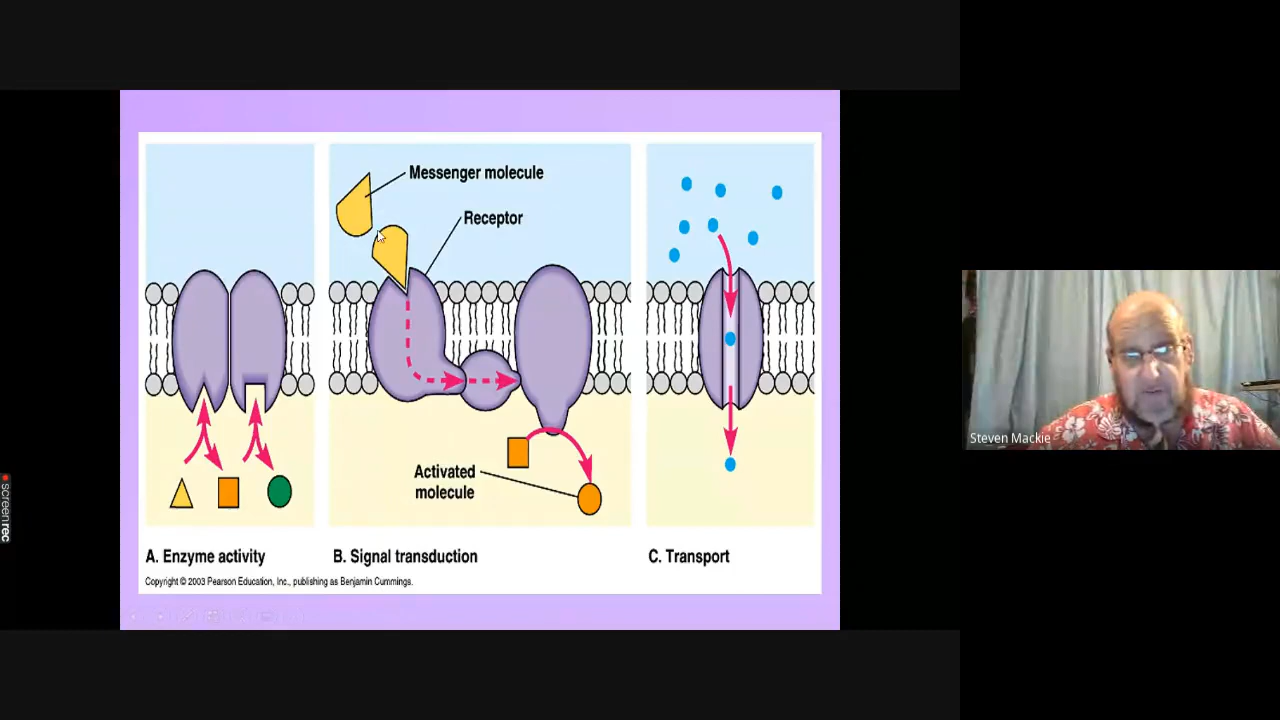 Messenger molecule
Receptor
Activated
molecule
A. Enzyme activity
B. Signal transduction
C. Transport
Copyright © 2003 Pearson Education, Inc., publishing as Benjamin Cummings.
Steven Mackie
screenrec